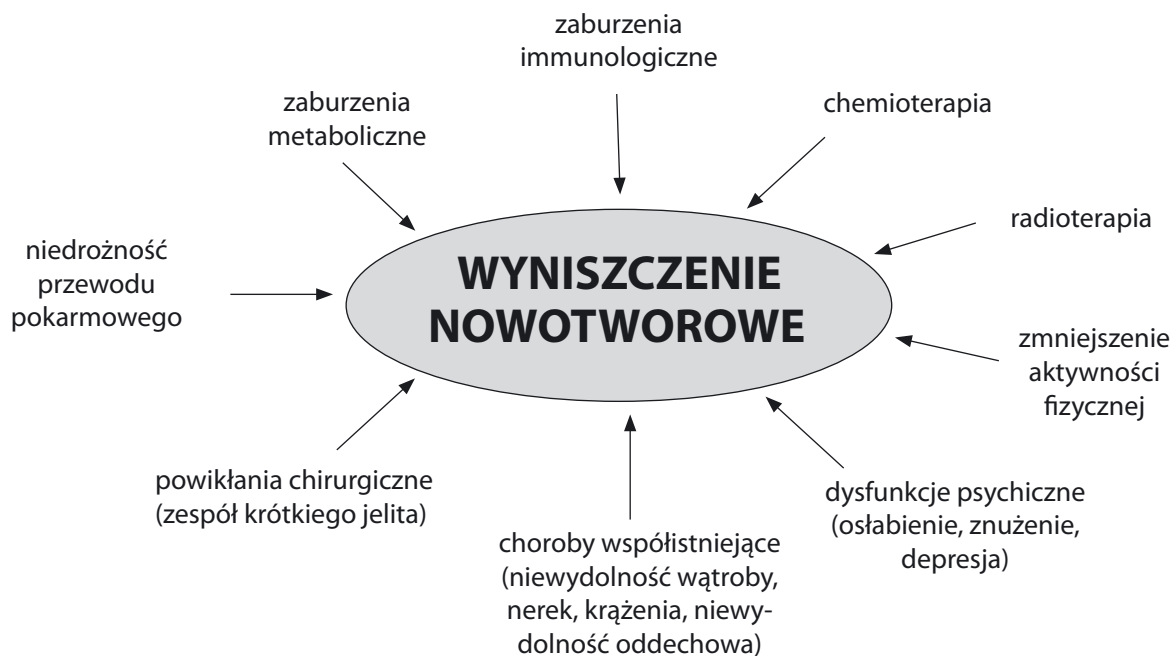 zaburzenia
immunologiczne
zaburzenia
metaboliczne
chemioterapia
radioterapia
niedrożność
przewodu
pokarmowego
WYNISZCZENIE
NOWOTWOROWE
zmniejszenie
aktywności
fizycznej
powikłania chirurgiczne
(zespół krótkiego jelita)
dysfunkcje psychiczne
(osłabienie, znużenie,
depresja)
choroby współistniejące
(niewydolność wątroby,
nerek, krążenia, niewy-
dolność oddechowa)